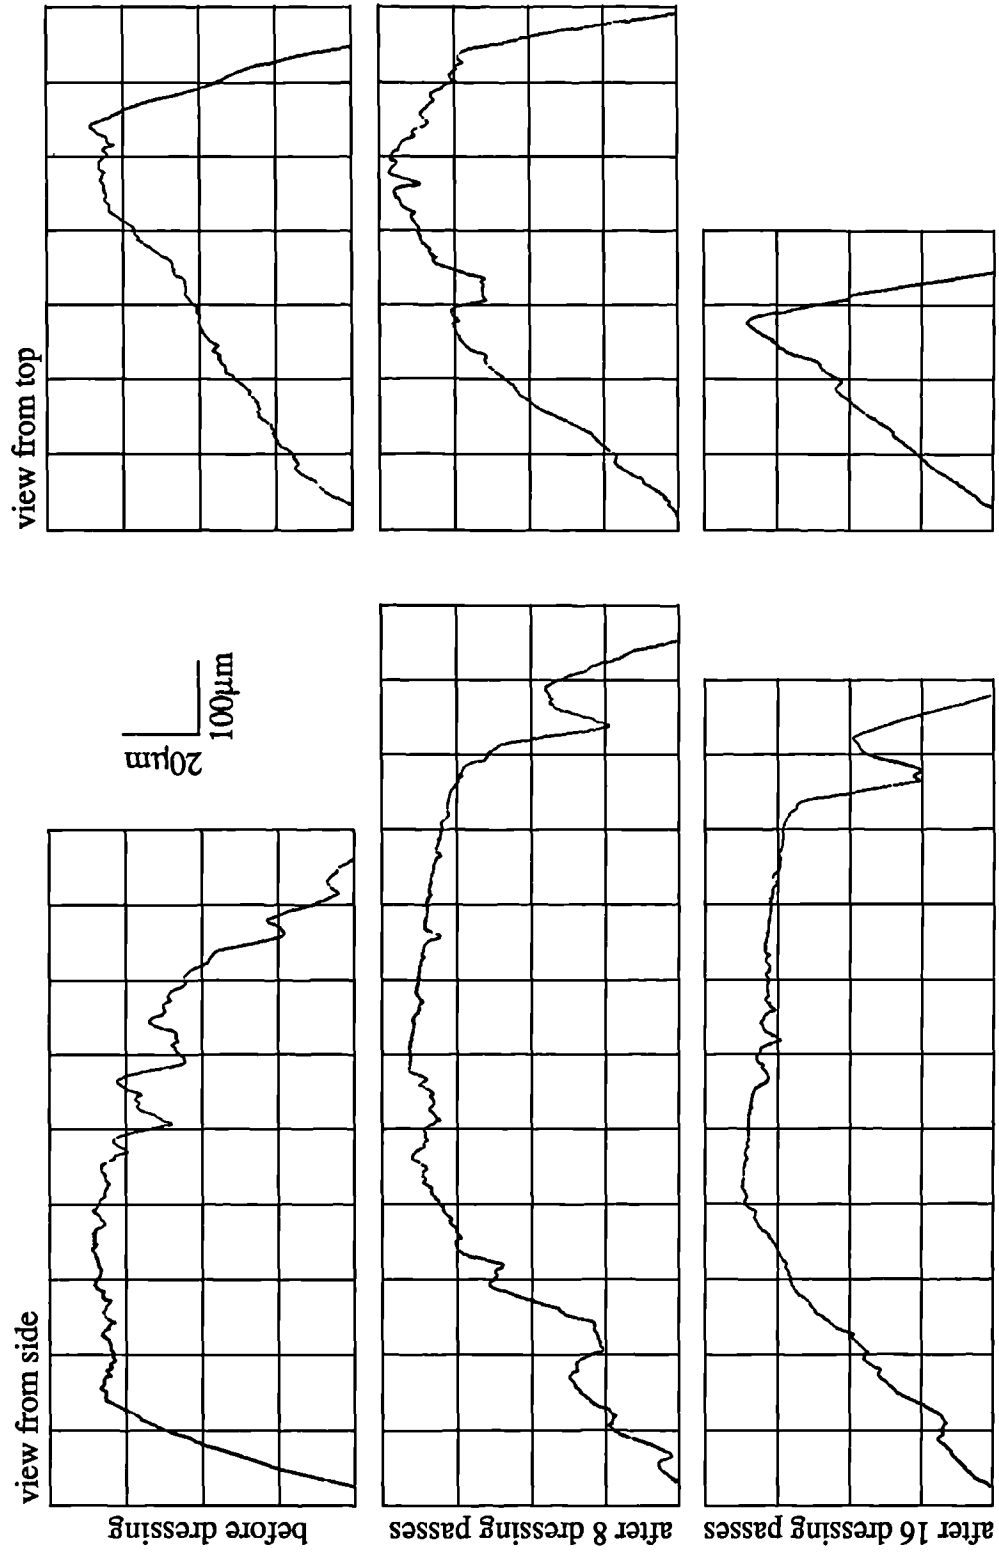 view from top
20µm
100µm
view from side
before dressing
after 8 dressing passes
after 16 dressing passes